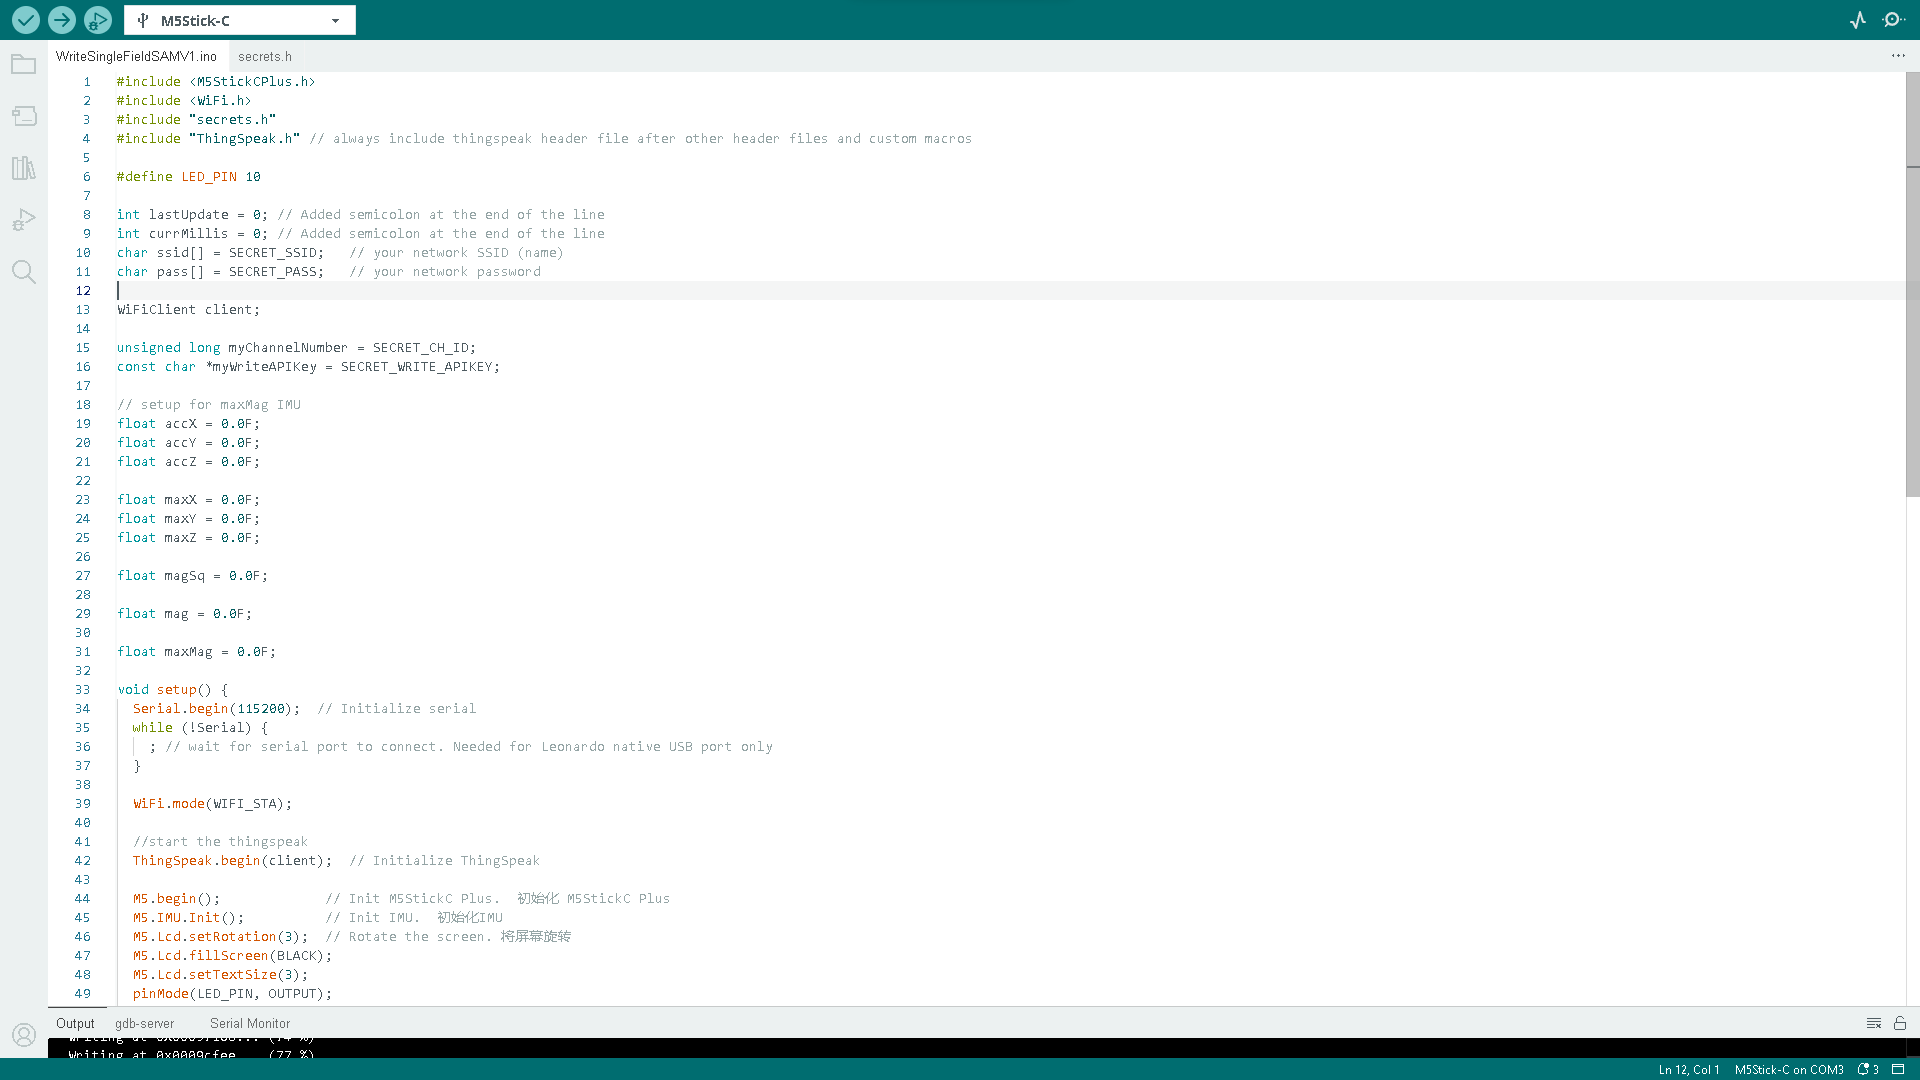 M5Stick-C
WriteSingleFieldSAMV1.ino secrets.h
1 #include <M5StickCPlus.h>
2 #include <WiFi.h>
3 #include "secrets.h"
4 #include "ThingSpeak.h" // always include thingspeak header file after other header files and custom macros
5
6 #define LED_PIN 10
7
8 int lastUpdate = 0; // Added semicolon at the end of the line
9 int currMillis = 0; // Added semicolon at the end of the line
10 char ssid[] = SECRET_SSID;   // your network SSID (name)
11 char pass[] = SECRET_PASS;   // your network password
12
13 WiFiClient client;
14
15 unsigned long myChannelNumber = SECRET_CH_ID;
16 const char *myWriteAPIKey = SECRET_WRITE_APIKEY;
17
18 // setup for maxMag IMU
19 float accX = 0.0F;
20 float accY = 0.0F;
21 float accZ = 0.0F;
22
23 float maxX = 0.0F;
24 float maxY = 0.0F;
25 float maxZ = 0.0F;
26
27 float magSq = 0.0F;
28
29 float mag = 0.0F;
30
31 float maxMag = 0.0F;
32
33 void setup() {
34   Serial.begin(115200);  // Initialize serial
35   while (!Serial) {
36     ; // wait for serial port to connect. Needed for Leonardo native USB port only
37   }
38
39   WiFi.mode(WIFI_STA);
40
41   //start the thingspeak
42   ThingSpeak.begin(client);  // Initialize ThingSpeak
43
44   M5.begin();             // Init M5StickC Plus.  初始化 M5StickC Plus
45   M5.IMU.Init();          // Init IMU.  初始化IMU
46   M5.Lcd.setRotation(3);  // Rotate the screen. 将屏幕旋转
47   M5.Lcd.fillScreen(BLACK);
48   M5.Lcd.setTextSize(3);
49   pinMode(LED_PIN, OUTPUT);
Output gdb-server Serial Monitor
Writing at 0x0009cfee... (77 %)
Ln 12, Col 1 M5Stick-C on COM3 3